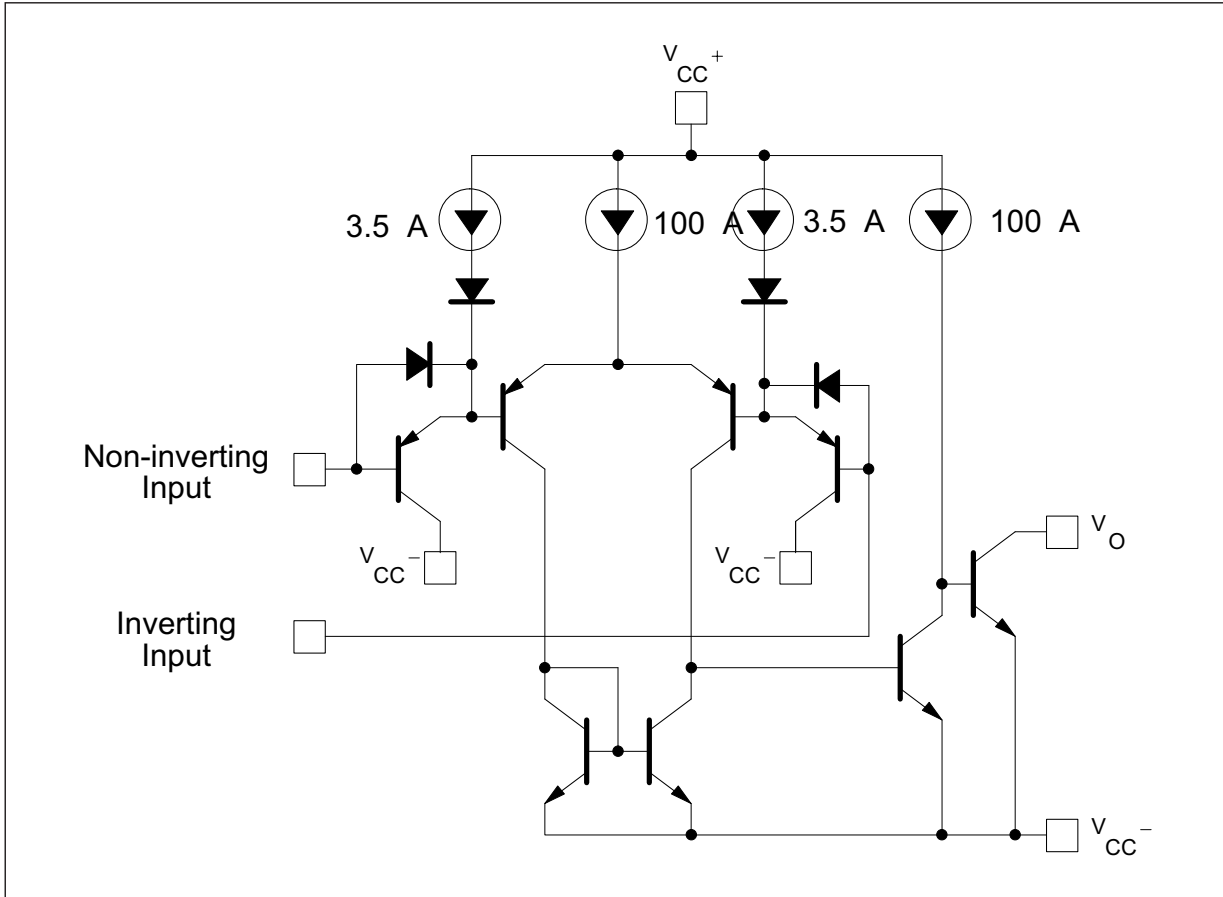 VCC+
3.5 A
100 A
3.5 A
100 A
Non-inverting
Input
VCC−
VCC−
VO
Inverting
Input
VCC−